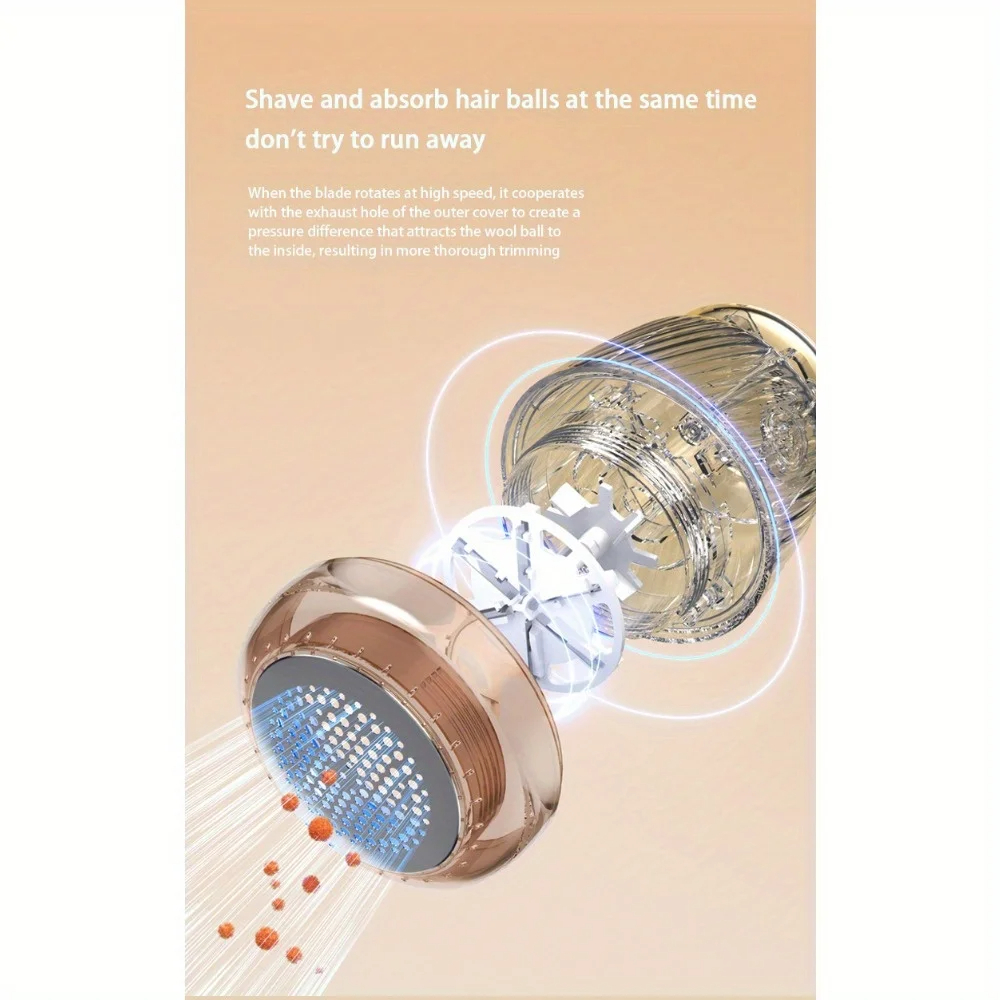 Shave and absorb hair balls at the same time
don’t try to run away
When the blade rotates at high speed, it cooperates
with the exhaust hole of the outer cover to create a
pressure difference that attracts the wool ball to
the inside, resulting in more thorough trimming